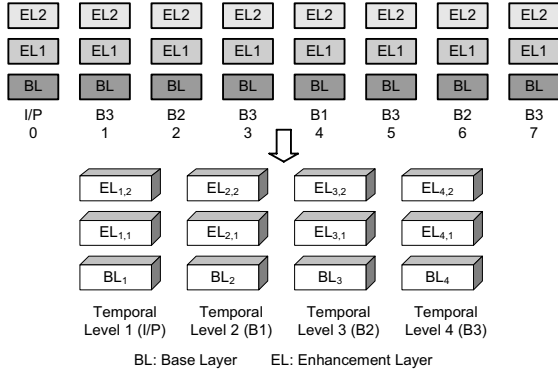 EL2 EL2 EL2 EL2 EL2 EL2 EL2 EL2
EL1 EL1 EL1 EL1 EL1 EL1 EL1 EL1
BL BL BL BL BL BL BL BL
I/P B3 B2 B3 B1 B3 B2 B3
0 1 2 3 4 5 6 7
EL1,2 EL2,2 EL3,2 EL4,2
EL1,1 EL2,1 EL3,1 EL4,1
BL1 BL2 BL3 BL4
Temporal Temporal Temporal Temporal
Level 1 (I/P) Level 2 (B1) Level 3 (B2) Level 4 (B3)
BL: Base Layer EL: Enhancement Layer